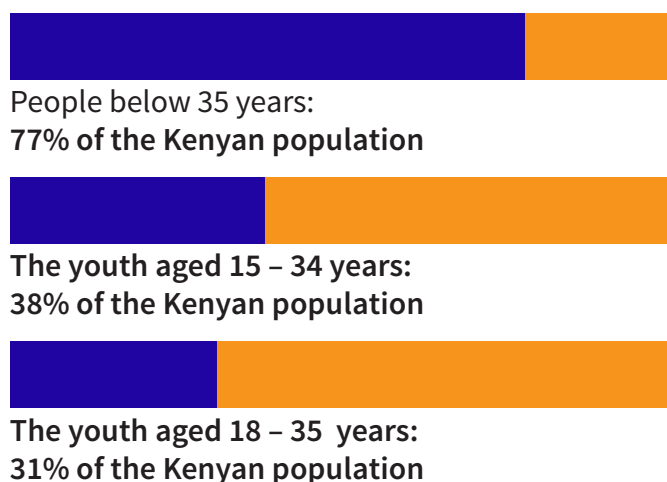 People below 35 years:
77% of the Kenyan population
The youth aged 15 – 34 years:
38% of the Kenyan population
The youth aged 18 – 35  years:
31% of the Kenyan population